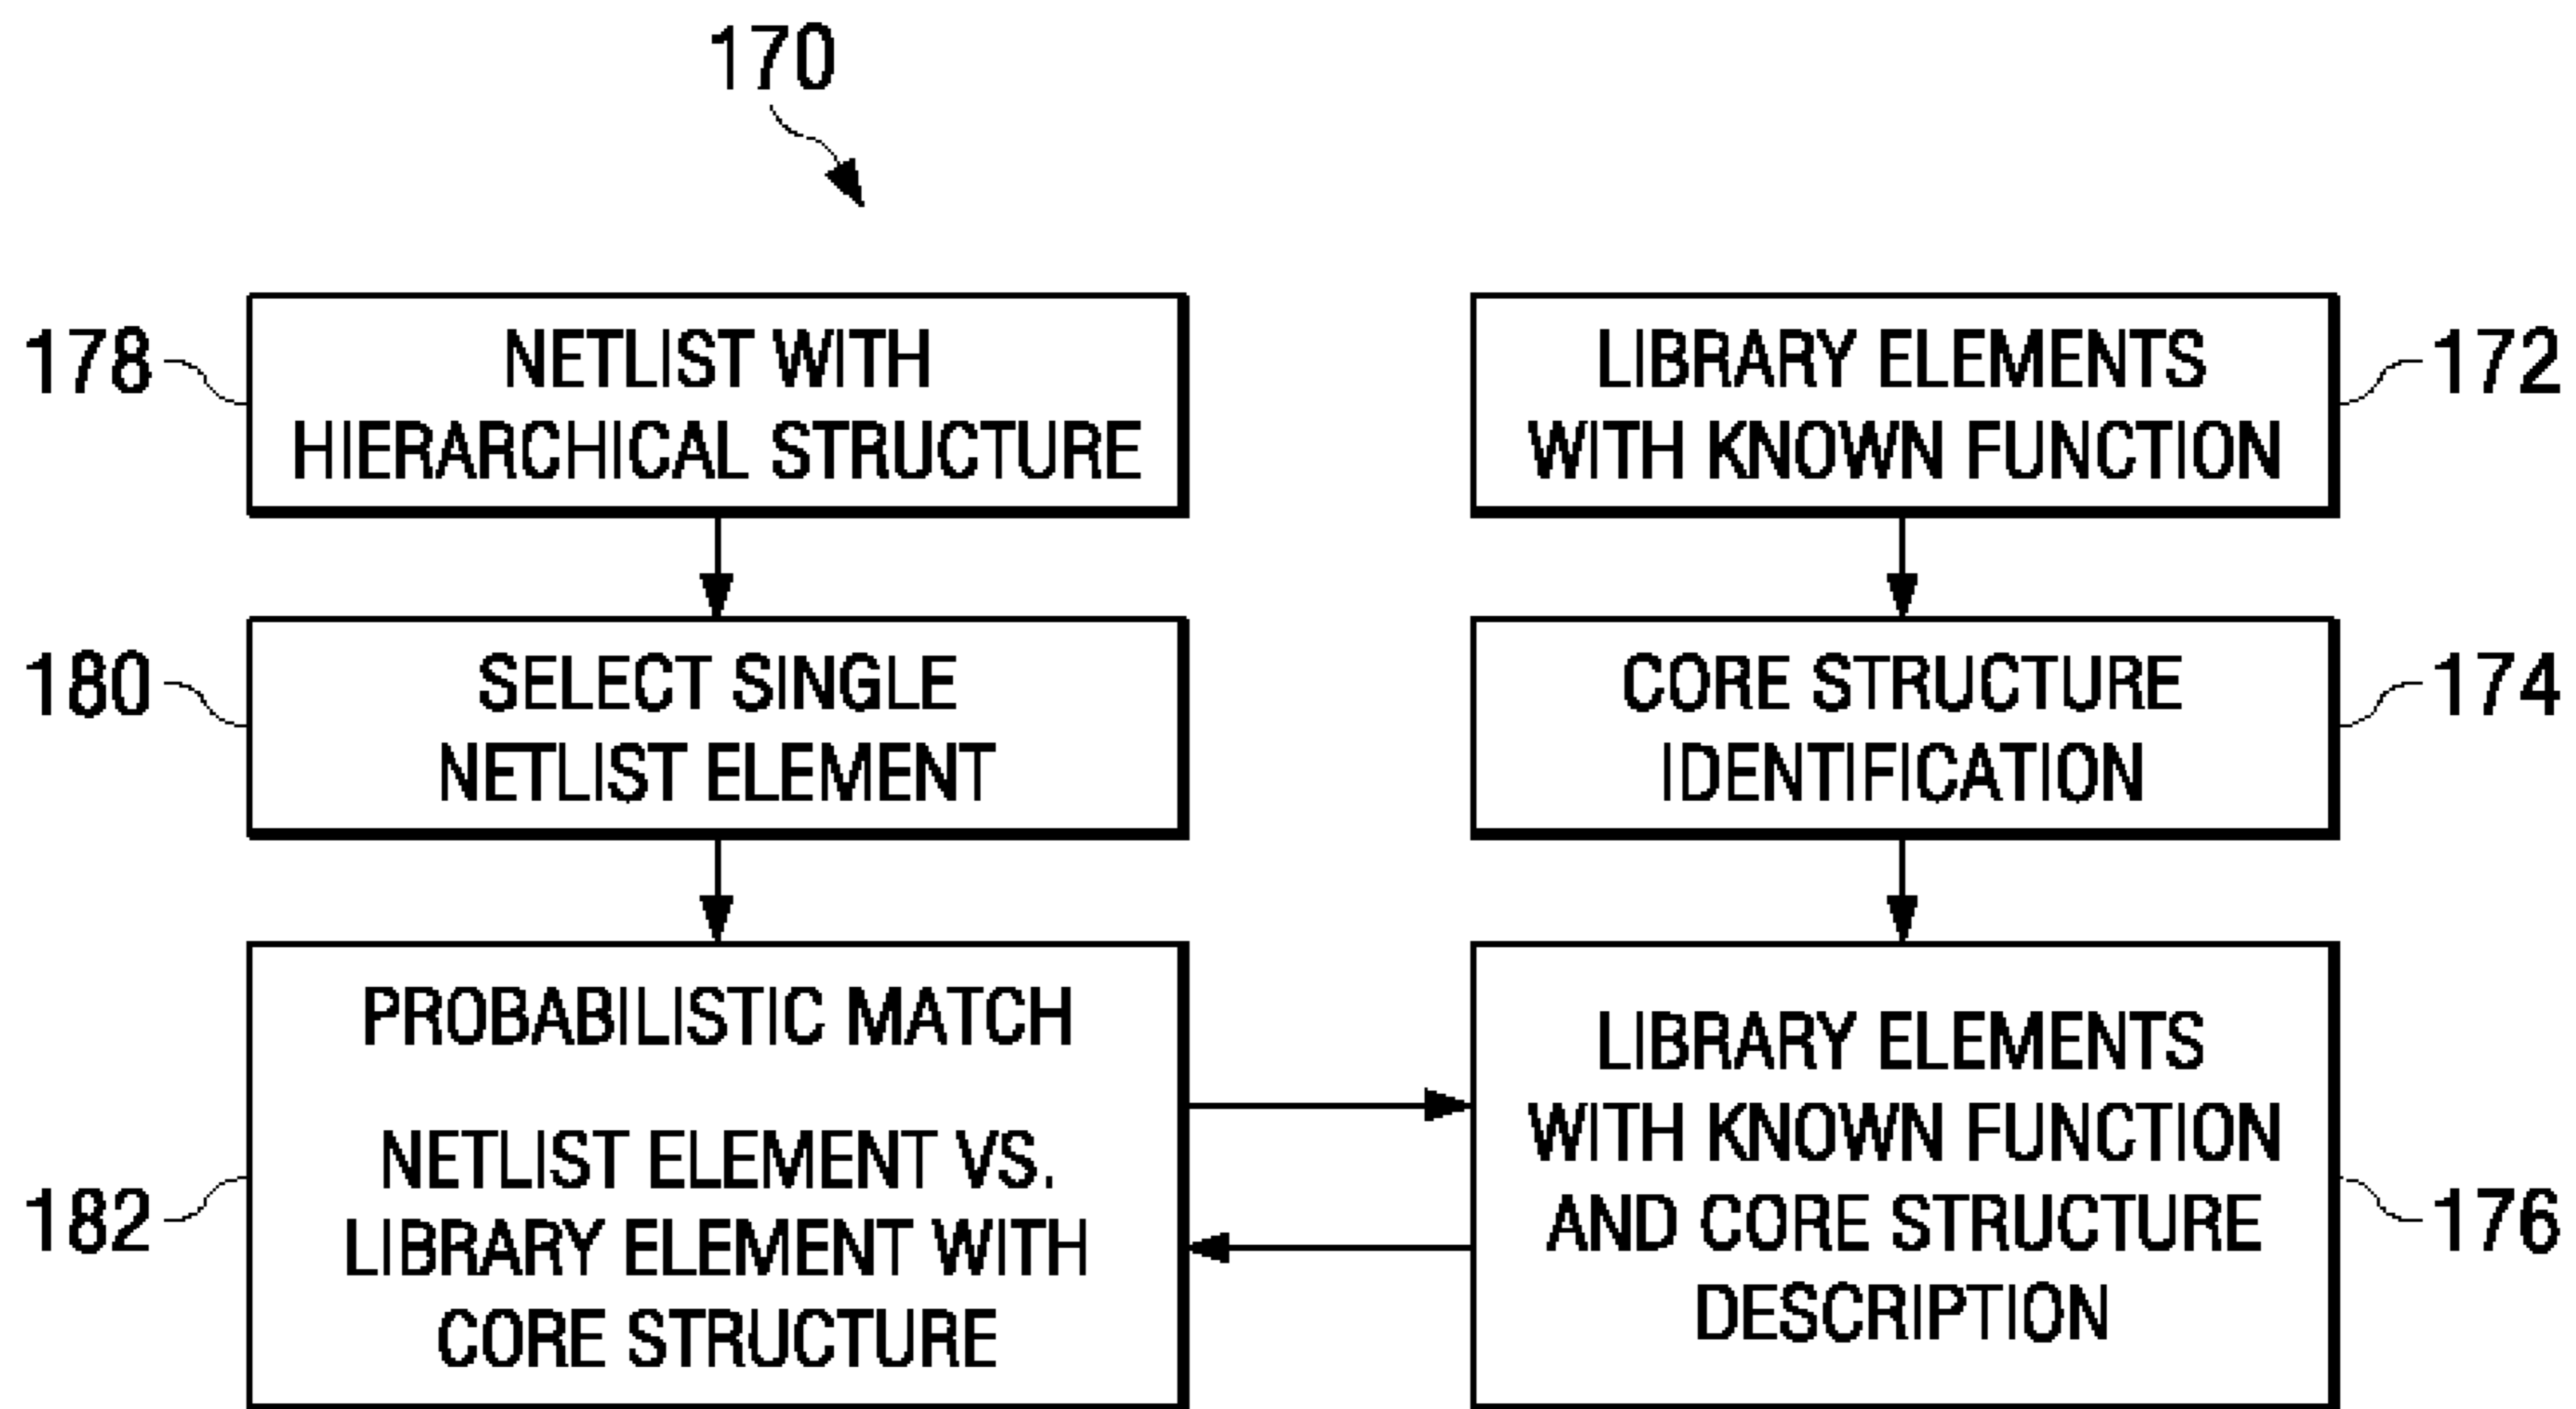 170
178
NETLIST WITH
HIERARCHICAL STRUCTURE
LIBRARY ELEMENTS
WITH KNOWN FUNCTION
172
180
SELECT SINGLE
NETLIST ELEMENT
CORE STRUCTURE
IDENTIFICATION
174
182
PROBABILISTIC MATCH
NETLIST ELEMENT VS.
LIBRARY ELEMENT WITH
CORE STRUCTURE
LIBRARY ELEMENTS
WITH KNOWN FUNCTION
AND CORE STRUCTURE
DESCRIPTION
176